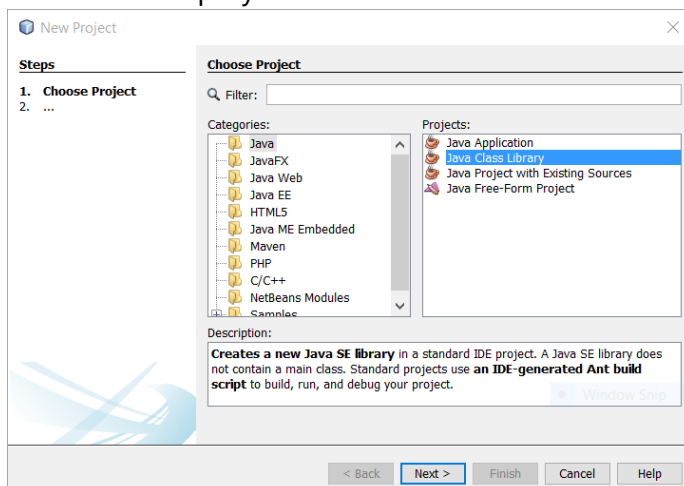 New Project
Steps
1. Choose Project
2. ...
Choose Project
Filter:
Categories:
Java
JavaFX
Java Web
Java EE
HTML5
Java ME Embedded
Maven
PHP
C/C++
NetBeans Modules
Samples
Projects:
Java Application
Java Class Library
Java Project with Existing Sources
Java Free-Form Project
Description:
Creates a new Java SE library in a standard IDE project. A Java SE library does
not contain a main class. Standard projects use an IDE-generated Ant build
script to build, run, and debug your project.
Window Snip
< Back Next > Finish Cancel Help